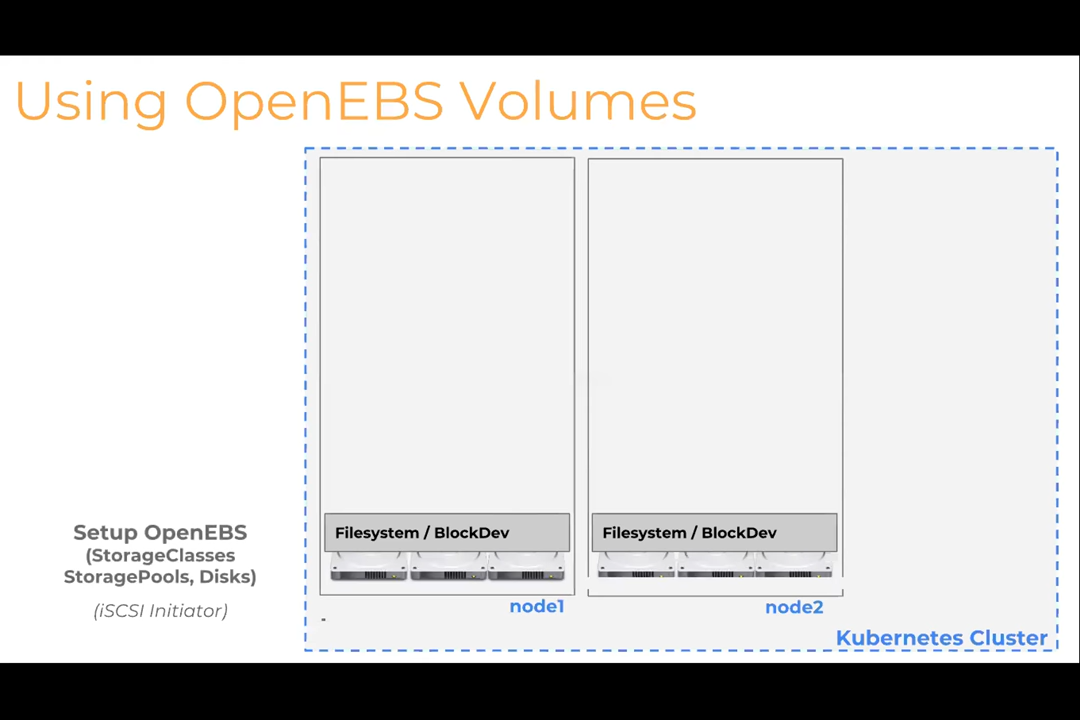 Using OpenEBS Volumes
Filesystem / BlockDev
Filesystem / BlockDev
Setup OpenEBS
(StorageClasses
StoragePools, Disks)
(iSCSI Initiator)
node1
node2
Kubernetes Cluster